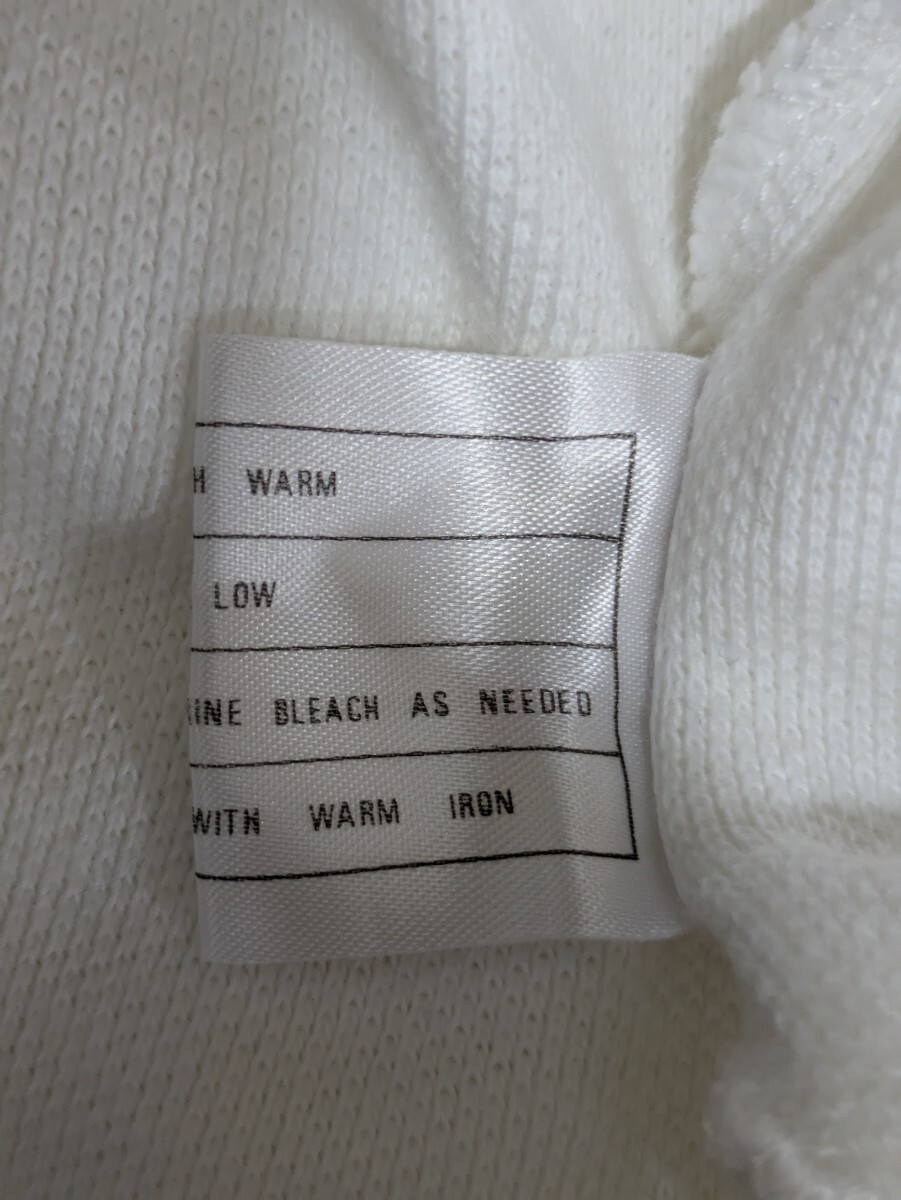 H WARM
LOW
INE BLEACH AS NEEDED
WITH WARM IRON